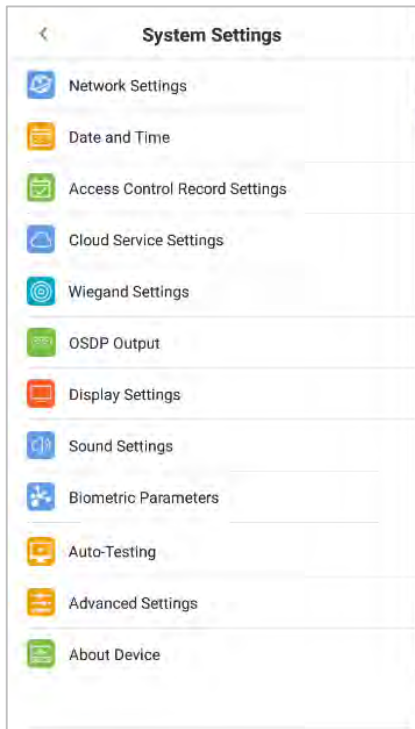 System Settings
Network Settings
Date and Time
Access Control Record Settings
Cloud Service Settings
Wiegand Settings
OSDP Output
Display Settings
Sound Settings
Biometric Parameters
Auto-Testing
Advanced Settings
About Device